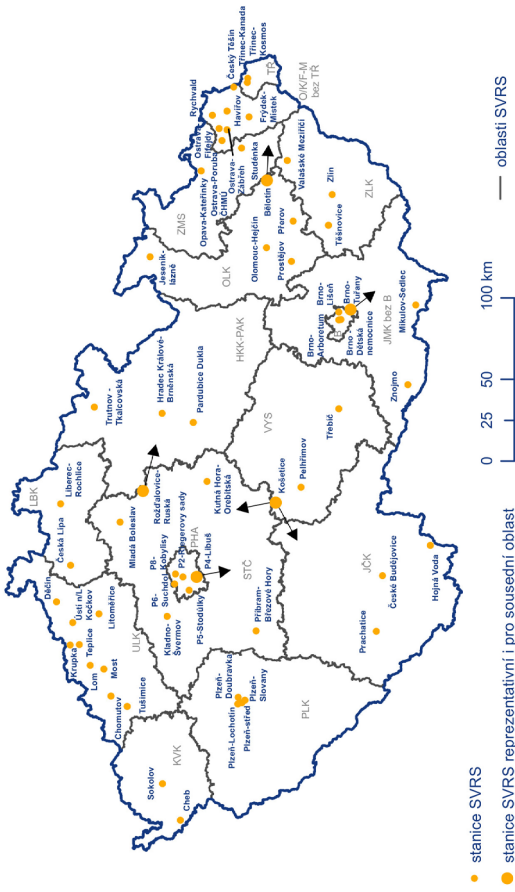 LBK
Děčín
Česká Lípa
Liberec-
Rochlice
Krupka
Ústí n/L
Kočkov
Teplice
Lom
Most
Litoměřice
Chomutov
Tušimice
ULK
Trutnov -
Tkalcovská
Mladá Boleslav
Rožďalovice-
Ruská
Hradec Králové-
Brněnská
Pardubice Dukla
HKK-PAK
Jeseník-
lázně
ZMS
OLK
Opava-Kateřinky
Ostrava-Poruba
ČHMÚ
Ostrava-
Fifejdy
Ostrava-
Zábřeh
Rychvald
Český Těšín
Třinec-Kanada
Třinec-
Kosmos
TŘ
Havířov
Frýdek-
Místek
O/K/F-M
bez TŘ
Studénka
Bělotín
Valašské Meziříčí
Olomouc-Hejčín
Přerov
Prostějov
Zlín
Těšnovice
ZLK
Sokolov
Cheb
KVK
P6-
Suchdol
P8-
Kobylisy
P2-Riegerovy sady
PHA
P4-Libuš
P5-Stodůlky
Kladno-
Švermov
Kutná Hora-
Orebitská
STČ
Příbram-
Březové Hory
Plzeň-Lochotín
Plzeň-
Doubravka
Plzeň-střed
Plzeň-
Slovany
PLK
Košetice
Pelhřimov
VYS
Třebíč
Brno-
Arboretum
Brno-
Líšeň
B
Brno-
Tuřany
Brno -
Dětská
nemocnice
JMK bez B
Mikulov-Sedlec
Znojmo
JČK
Prachatice
České Budějovice
Hojná Voda
0 25 50 100 km
stanice SVRS
stanice SVRS reprezentativní i pro sousední oblast
oblasti SVRS